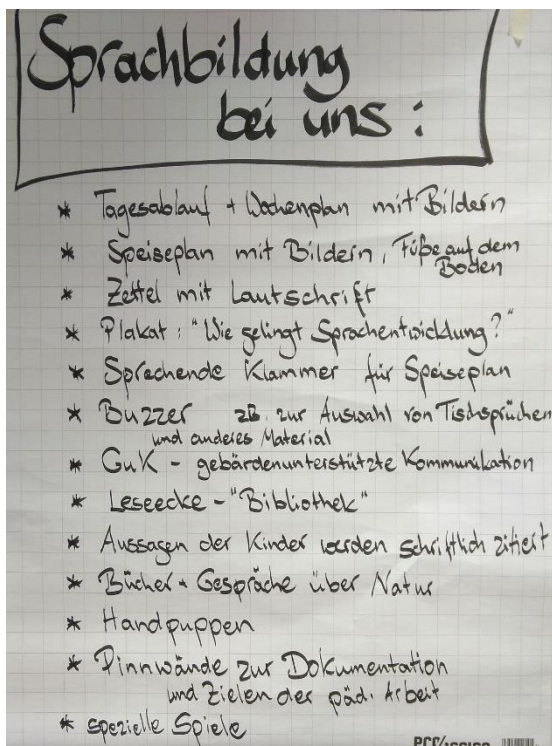 Sprachbildung
bei uns :
* Tagesablauf + Wochenplan mit Bildern
* Speiseplan mit Bildern, Füße auf dem
Boden
* Zettel mit Lautschrift
* Plakat : "Wie gelingt Sprachentwicklung?"
* Sprechende Klammer für Speiseplan
* Buzzer zB. zur Auswahl von Tischsprüchen
und anderes Material
* GuK - gebärdenunterstützte Kommunikation
* Leseecke - "Bibliothek"
* Aussagen der Kinder werden schriftlich zitiert
* Bücher + Gespräche über Natur
* Handpuppen
* Pinnwände zur Dokumentation
und Zielen der päd. Arbeit
* spezielle Spiele